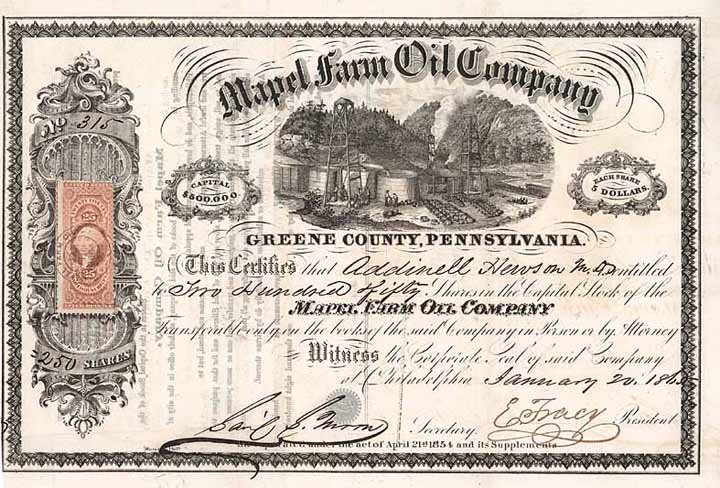 Mapel Farm Oil Company
No 315
CAPITAL
$500,000
EACH SHARE
5 DOLLARS.
GREENE COUNTY, PENNSYLVANIA.
This Certifies that Addinell Hewson M.D. entitled
to Two Hundred fifty Shares in the Capital Stock of the
MAPEL FARM OIL COMPANY
Transferable only on the books of the said Company in Person or by Attorney
Witness the Corporate Seal of said Company
at Philadelphia January 20. 186
250 SHARES
25
25
Secretary.
E Tracy President
Incorporated under the act of April 21st 1854 and its Supplements